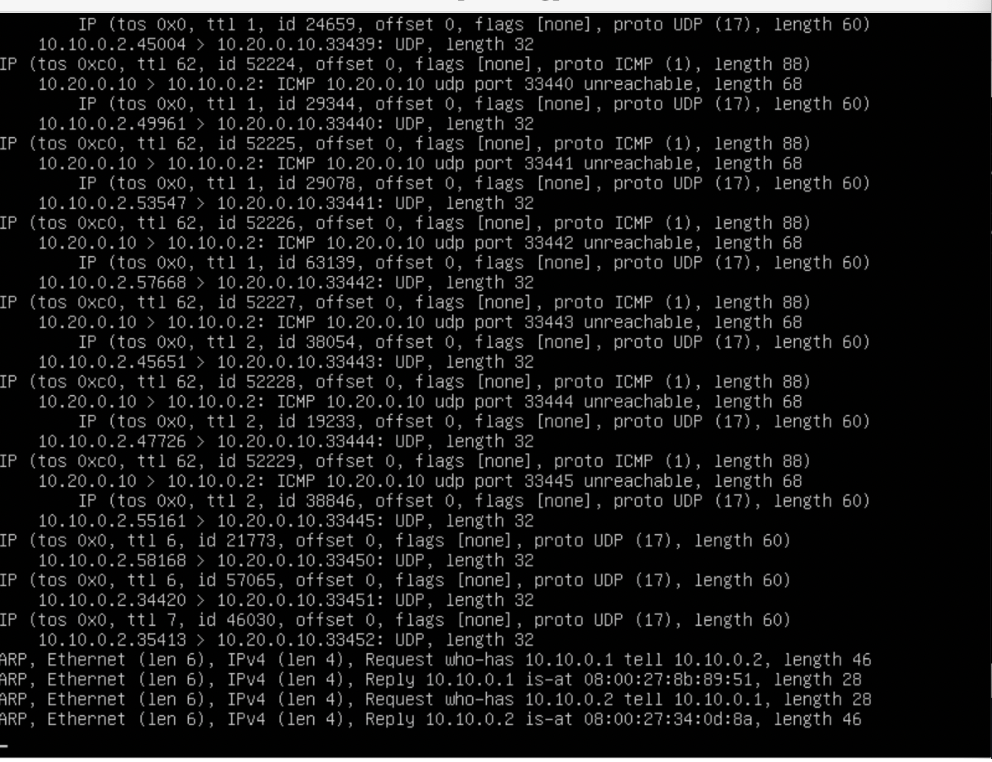 IP (tos 0x0, ttl 1, id 24659, offset 0, flags [none], proto UDP (17), length 60)
10.10.0.2.45004 > 10.20.0.10.33439: UDP, length 32
IP (tos 0xc0, ttl 62, id 52224, offset 0, flags [none], proto ICMP (1), length 88)
10.20.0.10 > 10.10.0.2: ICMP 10.20.0.10 udp port 33440 unreachable, length 68
IP (tos 0x0, ttl 1, id 29344, offset 0, flags [none], proto UDP (17), length 60)
10.10.0.2.49961 > 10.20.0.10.33440: UDP, length 32
IP (tos 0xc0, ttl 62, id 52225, offset 0, flags [none], proto ICMP (1), length 88)
10.20.0.10 > 10.10.0.2: ICMP 10.20.0.10 udp port 33441 unreachable, length 68
IP (tos 0x0, ttl 1, id 29078, offset 0, flags [none], proto UDP (17), length 60)
10.10.0.2.53547 > 10.20.0.10.33441: UDP, length 32
IP (tos 0xc0, ttl 62, id 52226, offset 0, flags [none], proto ICMP (1), length 88)
10.20.0.10 > 10.10.0.2: ICMP 10.20.0.10 udp port 33442 unreachable, length 68
IP (tos 0x0, ttl 1, id 63139, offset 0, flags [none], proto UDP (17), length 60)
10.10.0.2.57668 > 10.20.0.10.33442: UDP, length 32
IP (tos 0xc0, ttl 62, id 52227, offset 0, flags [none], proto ICMP (1), length 88)
10.20.0.10 > 10.10.0.2: ICMP 10.20.0.10 udp port 33443 unreachable, length 68
IP (tos 0x0, ttl 2, id 38054, offset 0, flags [none], proto UDP (17), length 60)
10.10.0.2.45651 > 10.20.0.10.33443: UDP, length 32
IP (tos 0xc0, ttl 62, id 52228, offset 0, flags [none], proto ICMP (1), length 88)
10.20.0.10 > 10.10.0.2: ICMP 10.20.0.10 udp port 33444 unreachable, length 68
IP (tos 0x0, ttl 2, id 19233, offset 0, flags [none], proto UDP (17), length 60)
10.10.0.2.47726 > 10.20.0.10.33444: UDP, length 32
IP (tos 0xc0, ttl 62, id 52229, offset 0, flags [none], proto ICMP (1), length 88)
10.20.0.10 > 10.10.0.2: ICMP 10.20.0.10 udp port 33445 unreachable, length 68
IP (tos 0x0, ttl 2, id 38846, offset 0, flags [none], proto UDP (17), length 60)
10.10.0.2.55161 > 10.20.0.10.33445: UDP, length 32
IP (tos 0x0, ttl 6, id 21773, offset 0, flags [none], proto UDP (17), length 60)
10.10.0.2.58168 > 10.20.0.10.33450: UDP, length 32
IP (tos 0x0, ttl 6, id 57065, offset 0, flags [none], proto UDP (17), length 60)
10.10.0.2.34420 > 10.20.0.10.33451: UDP, length 32
IP (tos 0x0, ttl 7, id 46030, offset 0, flags [none], proto UDP (17), length 60)
10.10.0.2.35413 > 10.20.0.10.33452: UDP, length 32
ARP, Ethernet (len 6), IPv4 (len 4), Request who-has 10.10.0.1 tell 10.10.0.2, length 46
ARP, Ethernet (len 6), IPv4 (len 4), Reply 10.10.0.1 is-at 08:00:27:8b:89:51, length 28
ARP, Ethernet (len 6), IPv4 (len 4), Request who-has 10.10.0.2 tell 10.10.0.1, length 28
ARP, Ethernet (len 6), IPv4 (len 4), Reply 10.10.0.2 is-at 08:00:27:34:0d:8a, length 46